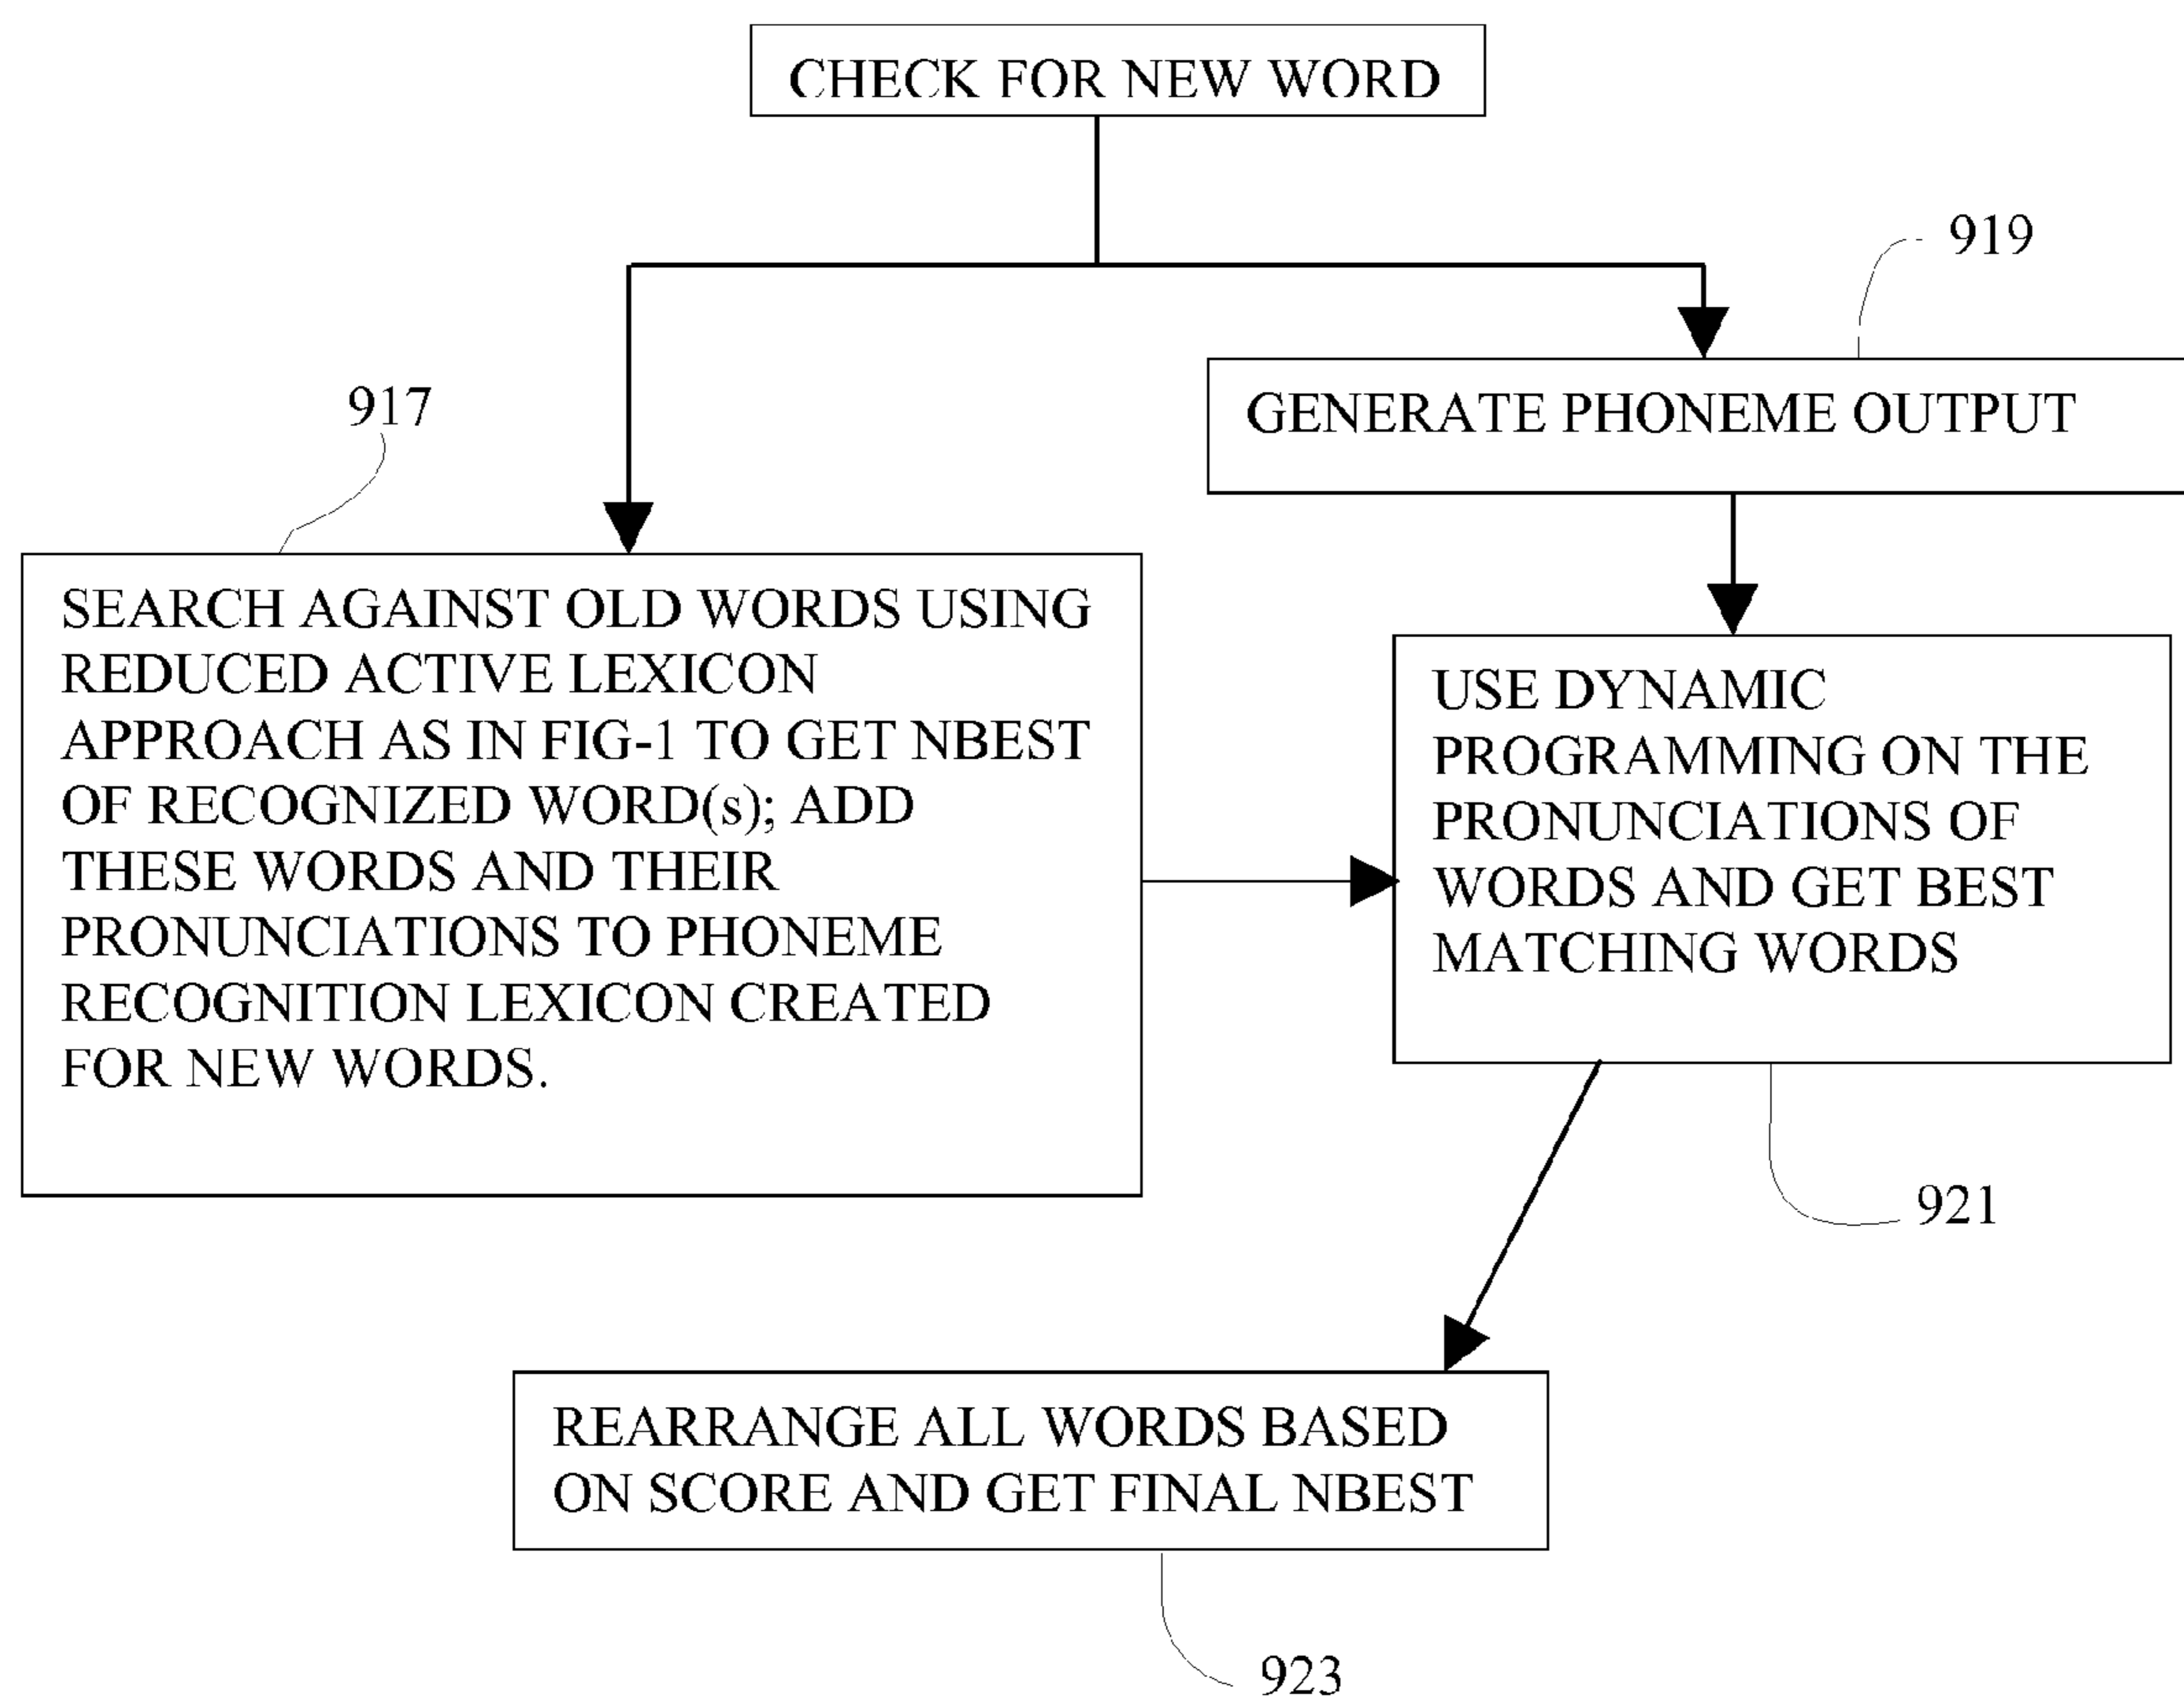 CHECK FOR NEW WORD
919
GENERATE PHONEME OUTPUT
917
SEARCH AGAINST OLD WORDS USING
REDUCED ACTIVE LEXICON
APPROACH AS IN FIG-1 TO GET NBEST
OF RECOGNIZED WORD(s); ADD
THESE WORDS AND THEIR
PRONUNCIATIONS TO PHONEME
RECOGNITION LEXICON CREATED
FOR NEW WORDS.
USE DYNAMIC
PROGRAMMING ON THE
PRONUNCIATIONS OF
WORDS AND GET BEST
MATCHING WORDS
921
REARRANGE ALL WORDS BASED
ON SCORE AND GET FINAL NBEST
923